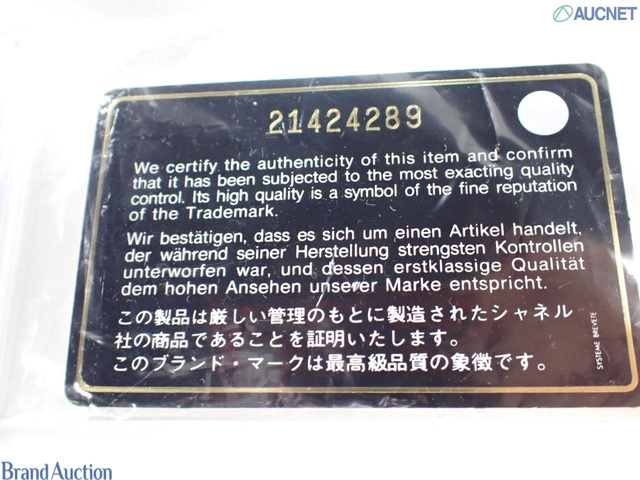 AUCNET
21424289
We certify the authenticity of this item and confirm
that it has been subjected to the most exacting quality
control. Its high quality is a symbol of the fine reputation
of the Trademark.
Wir bestätigen, dass es sich um einen Artikel handelt,
der während seiner Herstellung strengsten Kontrollen
unterworfen war, und dessen erstklassige Qualität
dem hohen Ansehen unserer Marke entspricht.
この製品は厳しい管理のもとに製造されたシャネル
社の商品であることを証明いたします。
このブランド・マークは最高級品質の象徴です。
SYSTEME BREVETE
Brand Auction